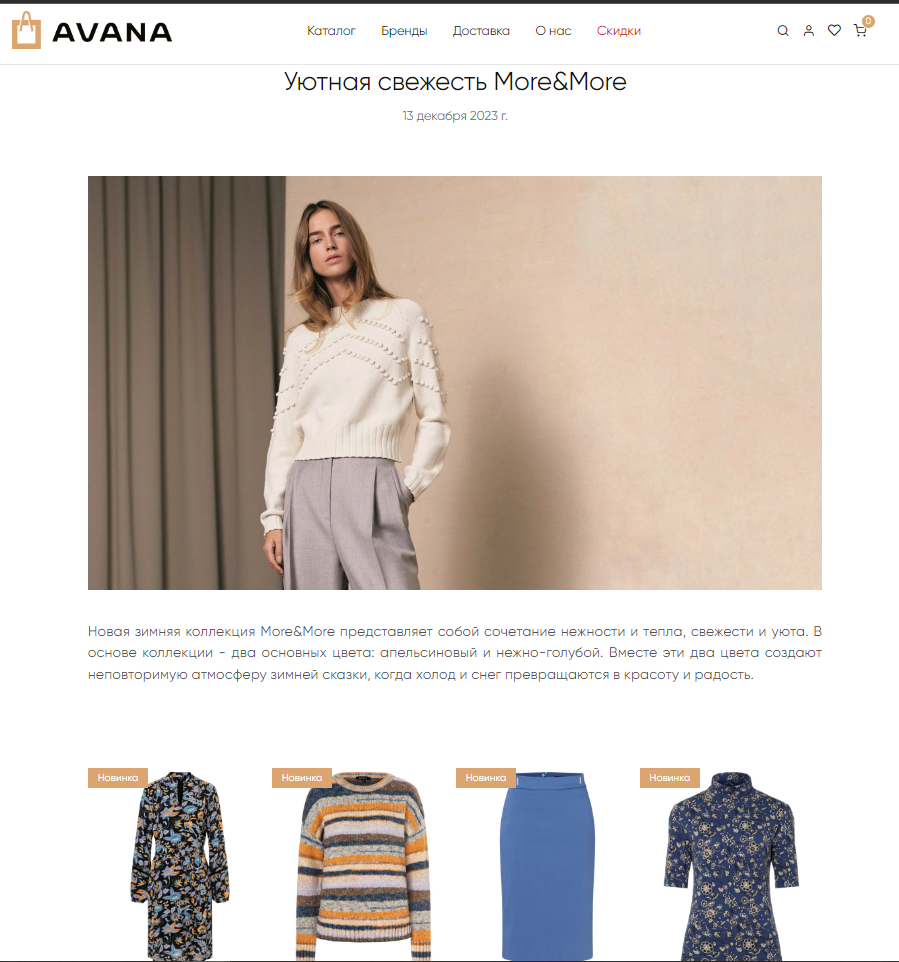 AVANA
Каталог Бренды Доставка О нас Скидки 0
Уютная свежесть More&More
13 декабря 2023 г.
Новая зимняя коллекция More&More представляет собой сочетание нежности и тепла, свежести и уюта. В
основе коллекции - два основных цвета: апельсиновый и нежно-голубой. Вместе эти два цвета создают
неповторимую атмосферу зимней сказки, когда холод и снег превращаются в красоту и радость.
Новинка Новинка Новинка Новинка